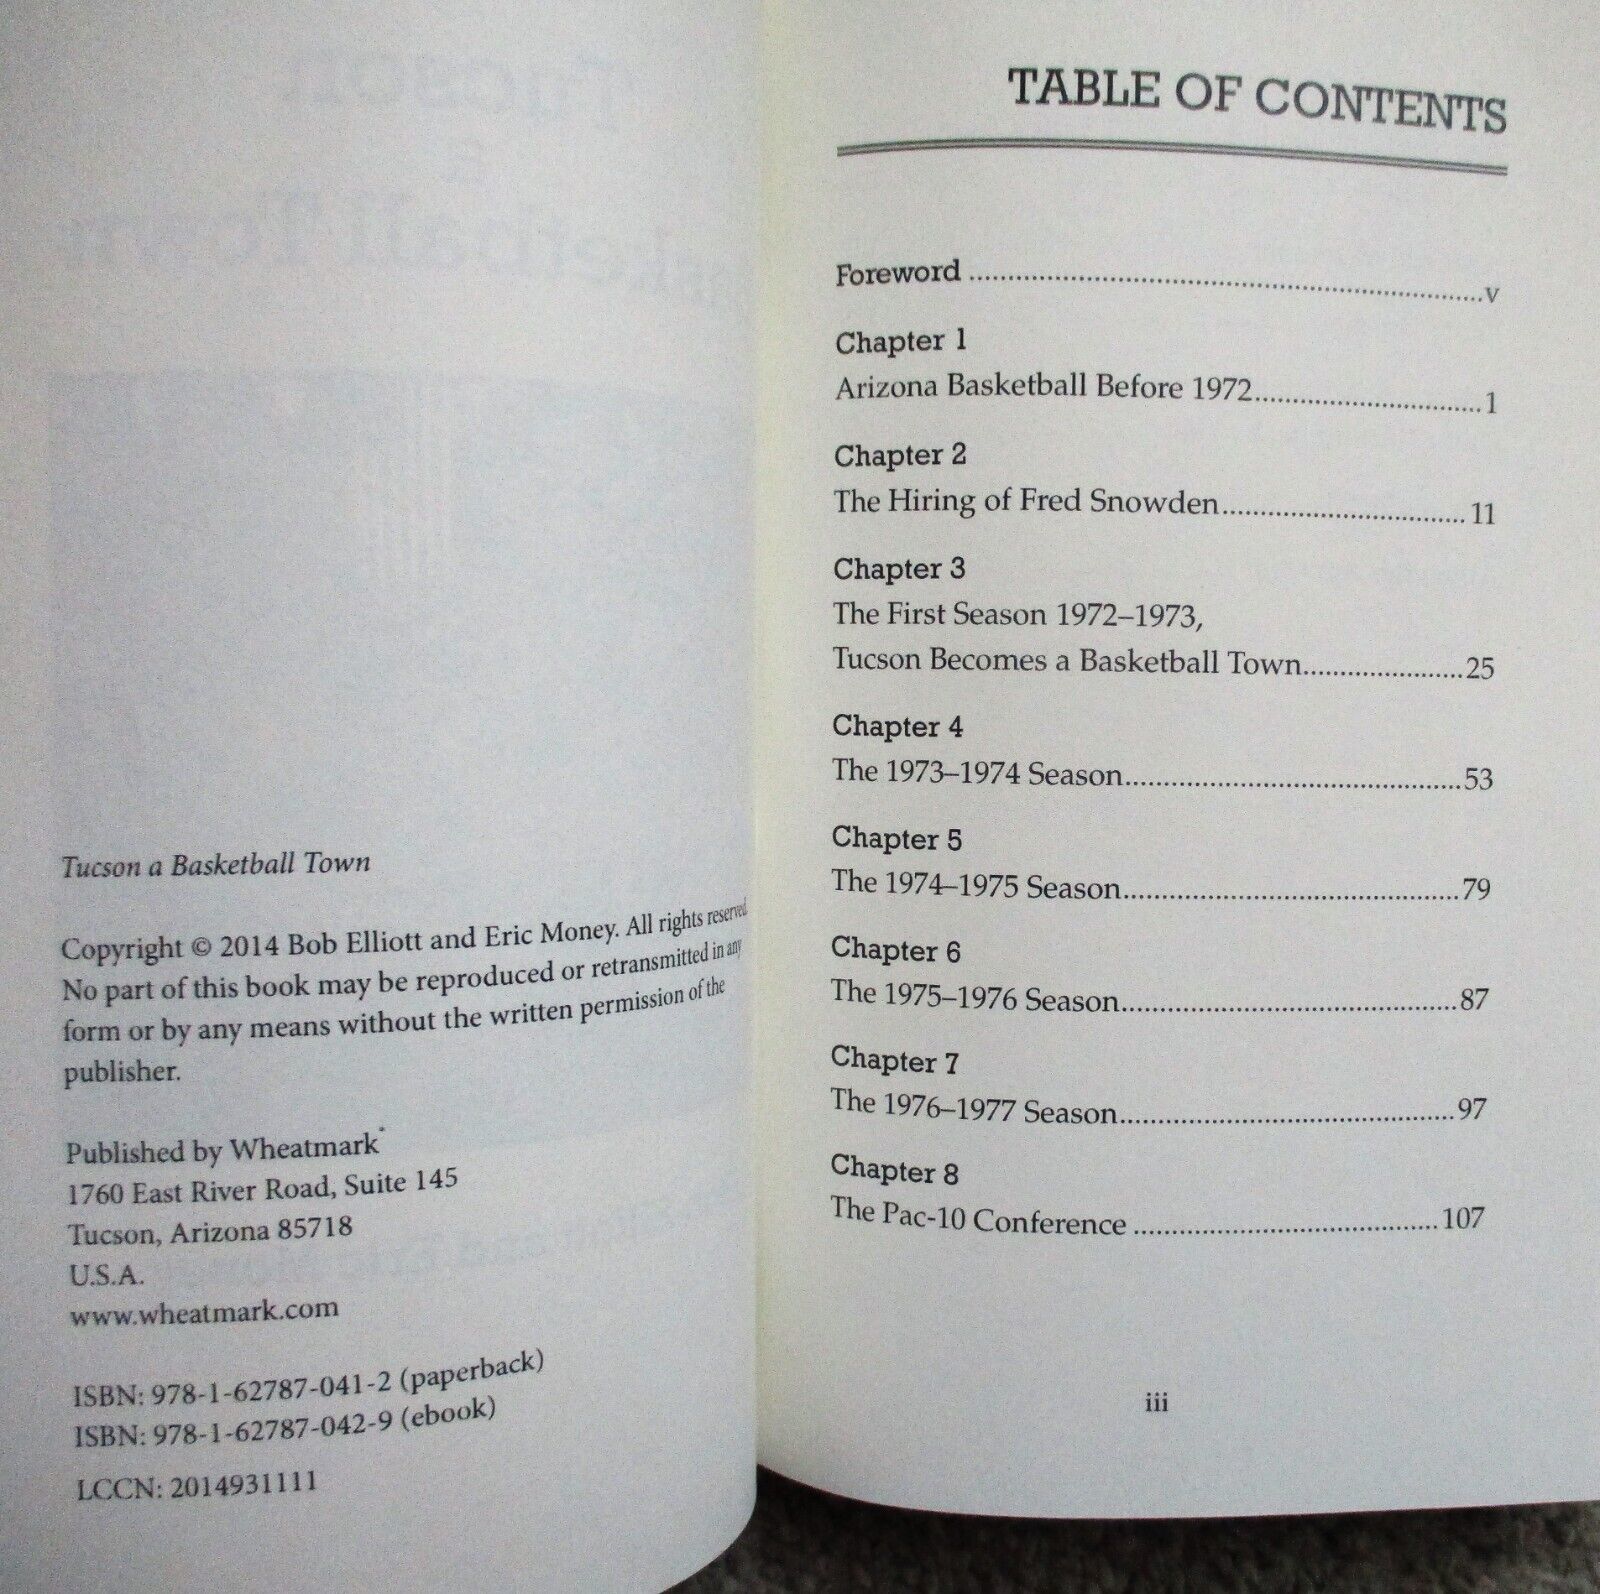 Tucson a Basketball Town
Copyright © 2014 Bob Elliott and Eric Money. All rights reserved.
No part of this book may be reproduced or retransmitted in any
form or by any means without the written permission of the
publisher.
Published by Wheatmark®
1760 East River Road, Suite 145
Tucson, Arizona 85718
U.S.A.
www.wheatmark.com
ISBN: 978-1-62787-041-2 (paperback)
ISBN: 978-1-62787-042-9 (ebook)
LCCN: 2014931111
TABLE OF CONTENTS
Foreword ........................................................v
Chapter 1
Arizona Basketball Before 1972..............................1
Chapter 2
The Hiring of Fred Snowden................................ 11
Chapter 3
The First Season 1972–1973,
Tucson Becomes a Basketball Town......................25
Chapter 4
The 1973–1974 Season..............................................53
Chapter 5
The 1974–1975 Season..............................................79
Chapter 6
The 1975–1976 Season..............................................87
Chapter 7
The 1976–1977 Season..............................................97
Chapter 8
The Pac-10 Conference .........................................107
iii